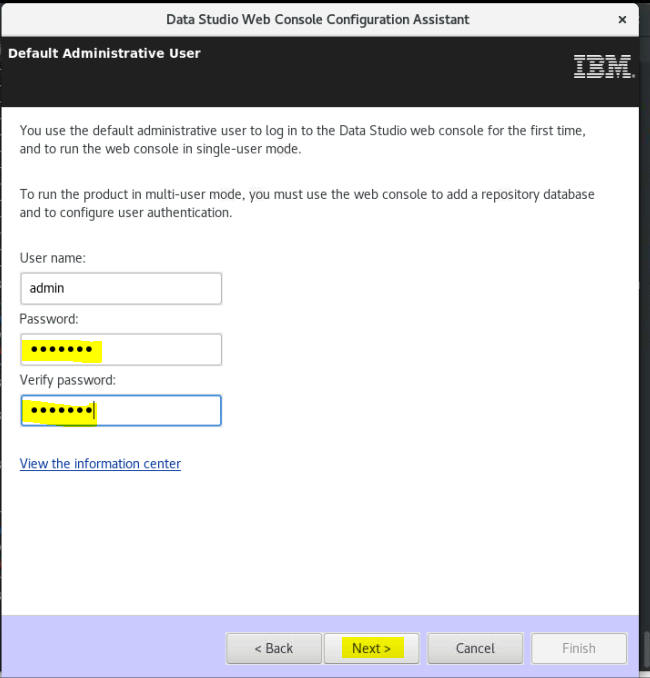 Data Studio Web Console Configuration Assistant
×
Default Administrative User
IBM.
You use the default administrative user to log in to the Data Studio web console for the first time,
and to run the web console in single-user mode.
To run the product in multi-user mode, you must use the web console to add a repository database
and to configure user authentication.
User name:
admin
Password:
•••••••
Verify password:
•••••••
View the information center
< Back
Next >
Cancel
Finish